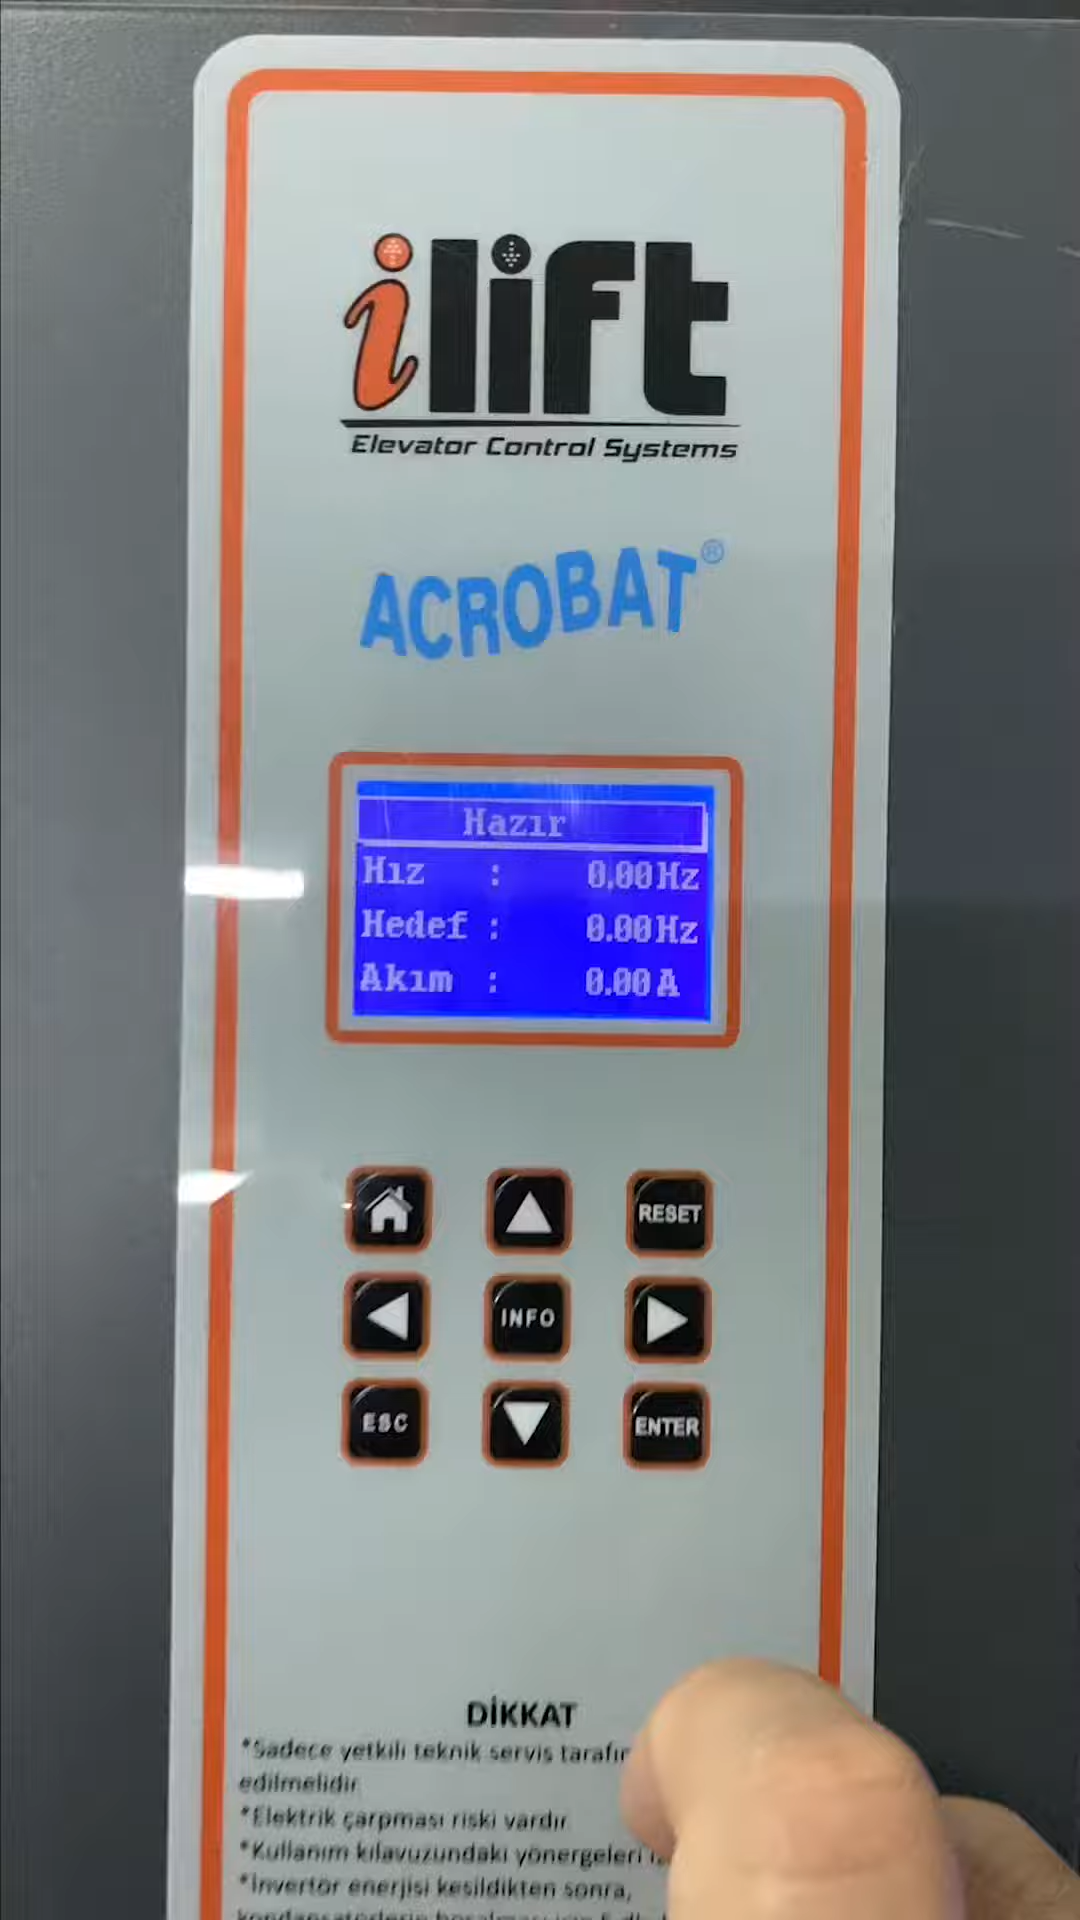 ilift
Elevator Control Systems
ACROBAT®
Hazır
Hız : 0.00Hz
Hedef : 0.00Hz
Akım : 0.00A
RESET
INFO
ESC
ENTER
DİKKAT
*Sadece yetkili teknik servis
edilmelidir.
*Elektrik çarpması riski vardır.
*Kullanım kılavuzundaki yönergeleri
*İnvertör enerjisi kesildikten sonra,